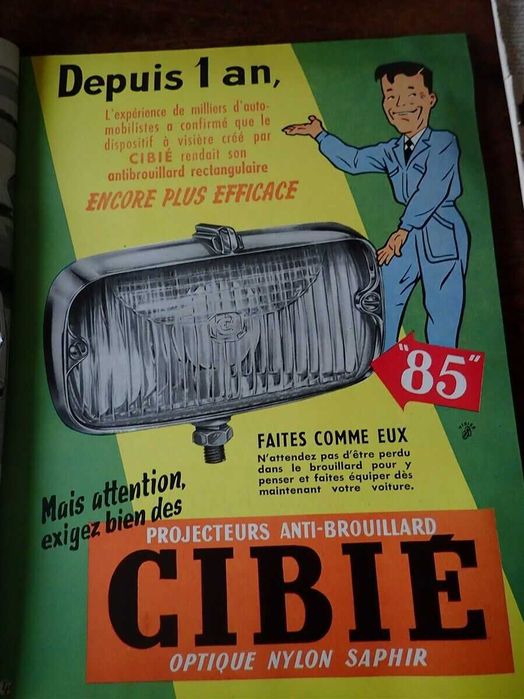 Depuis 1 an,
L'expérience de milliers d'auto-
mobilistes a confirmé que le
dispositif à visière créé par
CIBIÉ rendait son
antibrouillard rectangulaire
ENCORE PLUS EFFICACE
"85"
FAITES COMME EUX
N'attendez pas d'être perdu
dans le brouillard pour y
penser et faites équiper dès
maintenant votre voiture.
Mais attention,
exigez bien des
PROJECTEURS ANTI-BROUILLARD
CIBIÉ
OPTIQUE NYLON SAPHIR